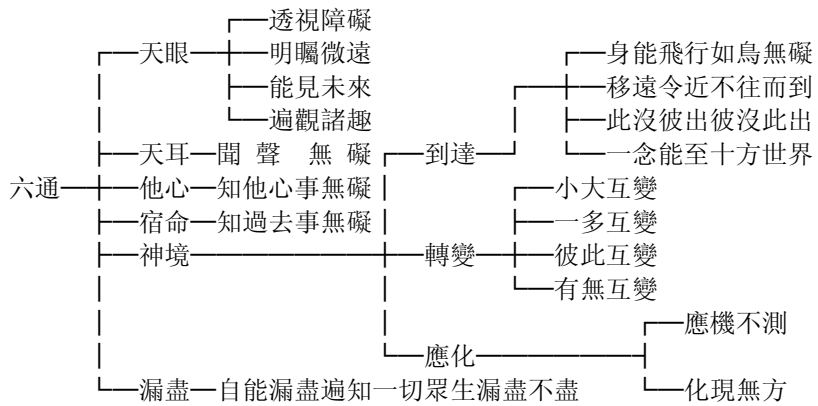 透視障礙
天眼 明矚微遠 身能飛行如鳥無礙
能見未來 移遠令近不往而到
遍觀諸趣 此沒彼出彼沒此出
天耳 聞聲無礙 到達 一念能至十方世界
六通 他心 知他心事無礙 小大互變
宿命 知過去事無礙 一多互變
神境 轉變 彼此互變
有無互變
應機不測
應化
漏盡 自能漏盡遍知一切眾生漏盡不盡 化現無方